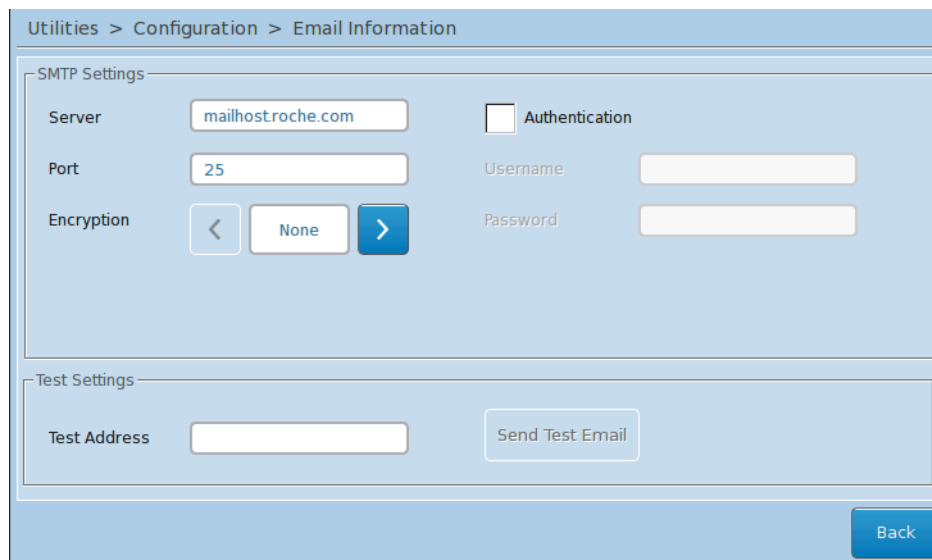 Utilities > Configuration > Email Information
SMTP Settings
Server
mailhost.roche.com
Authentication
Port
25
Username
Encryption
None
Password
Test Settings
Test Address
Send Test Email
Back